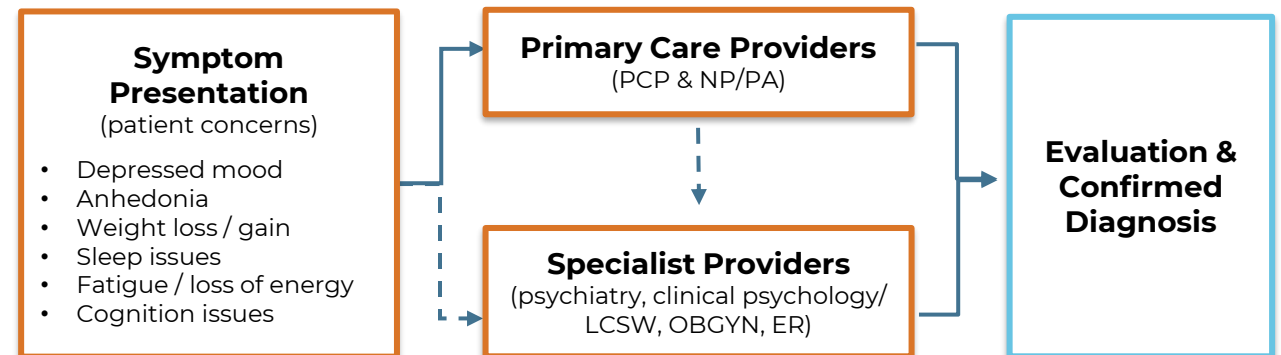 Symptom
Presentation
(patient concerns)
• Depressed mood
• Anhedonia
• Weight loss / gain
• Sleep issues
• Fatigue / loss of energy
• Cognition issues
Primary Care Providers
(PCP & NP/PA)
Specialist Providers
(psychiatry, clinical psychology/
LCSW, OBGYN, ER)
Evaluation &
Confirmed
Diagnosis